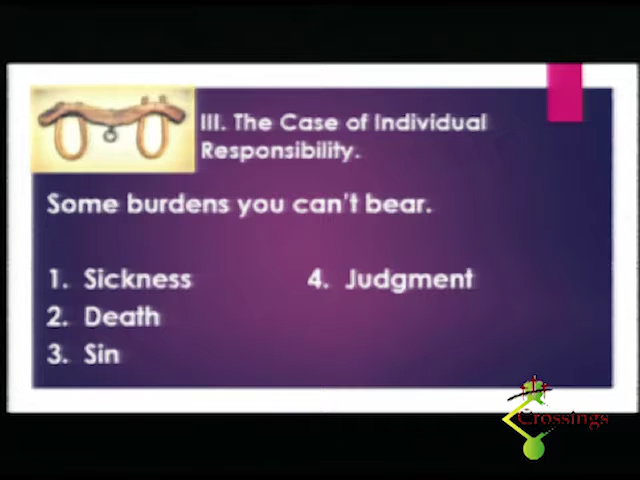 III. The Case of Individual
Responsibility.
Some burdens you can't bear.
1. Sickness
2. Death
3. Sin
4. Judgment
Crossings